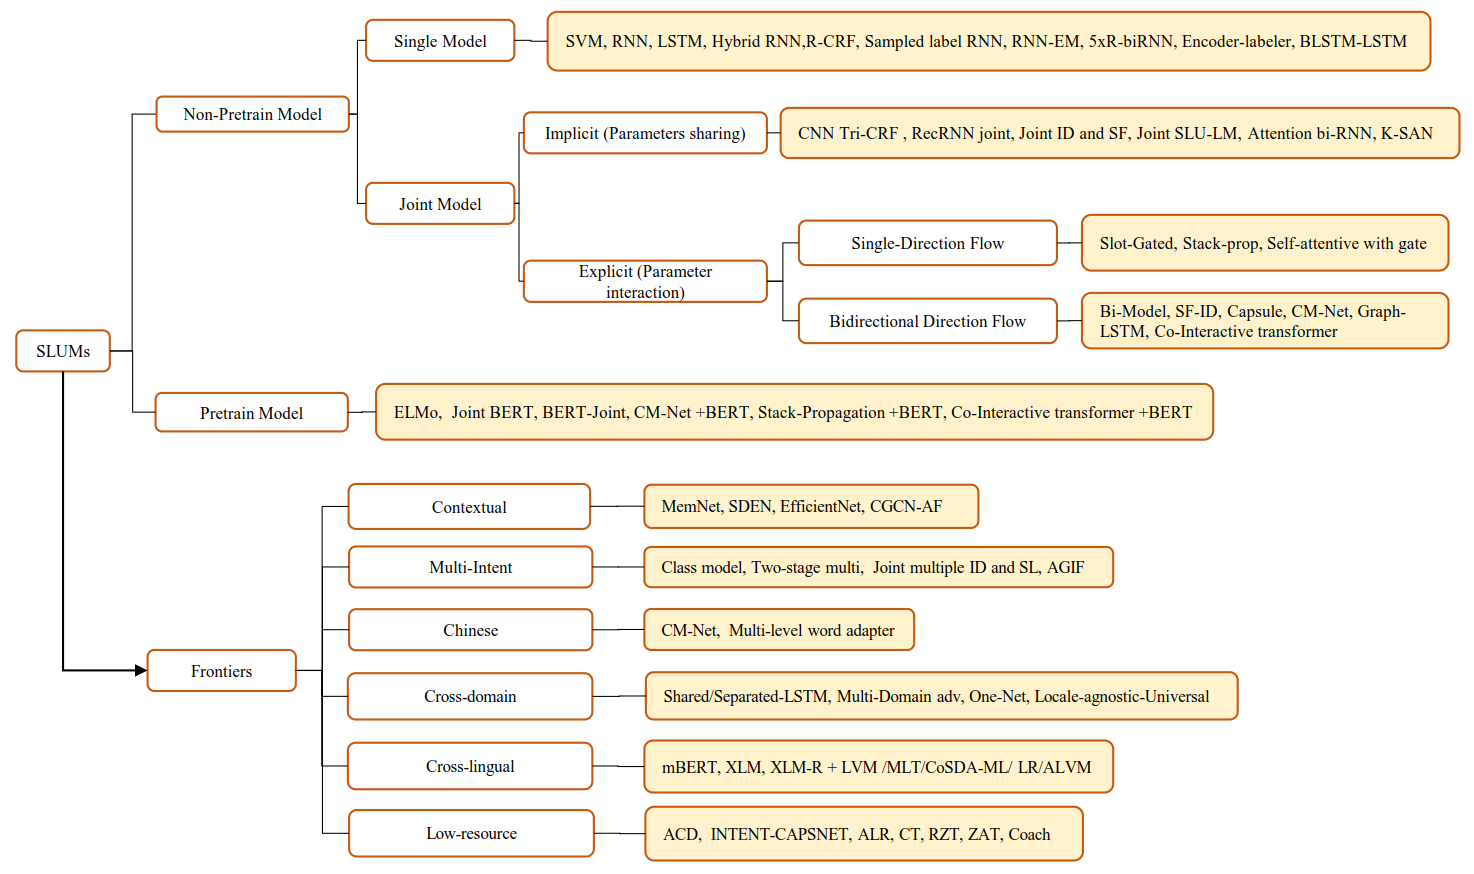 Single Model
SVM, RNN, LSTM, Hybrid RNN,R-CRF, Sampled label RNN, RNN-EM, 5xR-biRNN, Encoder-labeler, BLSTM-LSTM
Non-Pretrain Model
Implicit (Parameters sharing)
CNN Tri-CRF , RecRNN joint, Joint ID and SF, Joint SLU-LM, Attention bi-RNN, K-SAN
Joint Model
Single-Direction Flow
Slot-Gated, Stack-prop, Self-attentive with gate
Explicit (Parameter
interaction)
Bidirectional Direction Flow
Bi-Model, SF-ID, Capsule, CM-Net, Graph-
LSTM, Co-Interactive transformer
SLUMs
Pretrain Model
ELMo, Joint BERT, BERT-Joint, CM-Net +BERT, Stack-Propagation +BERT, Co-Interactive transformer +BERT
Contextual
MemNet, SDEN, EfficientNet, CGCN-AF
Multi-Intent
Class model, Two-stage multi, Joint multiple ID and SL, AGIF
Chinese
CM-Net, Multi-level word adapter
Frontiers
Cross-domain
Shared/Separated-LSTM, Multi-Domain adv, One-Net, Locale-agnostic-Universal
Cross-lingual
mBERT, XLM, XLM-R + LVM /MLT/CoSDA-ML/ LR/ALVM
Low-resource
ACD, INTENT-CAPSNET, ALR, CT, RZT, ZAT, Coach